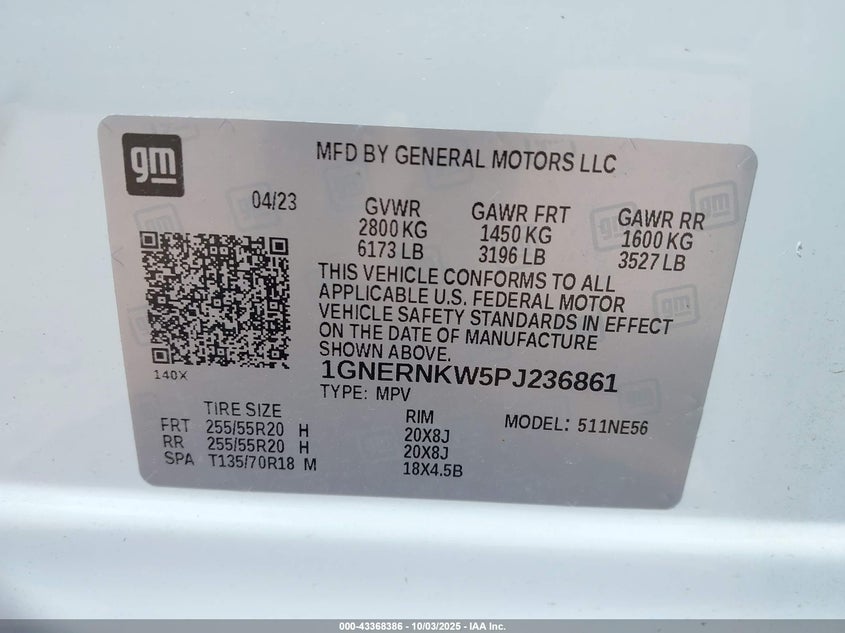 gm
MFD BY GENERAL MOTORS LLC
04/23
GVWR
2800 KG
6173 LB
GAWR FRT
1450 KG
3196 LB
GAWR RR
1600 KG
3527 LB
THIS VEHICLE CONFORMS TO ALL
APPLICABLE U.S. FEDERAL MOTOR
VEHICLE SAFETY STANDARDS IN EFFECT
ON THE DATE OF MANUFACTURE
SHOWN ABOVE.
140X
1GNERNKW5PJ236861
TYPE: MPV
TIRE SIZE
FRT 255/55R20 H
RR 255/55R20 H
SPA T135/70R18 M
RIM
20X8J
20X8J
18X4.5B
MODEL: 511NE56
000-43368386 - 10/03/2025 - IAA Inc.